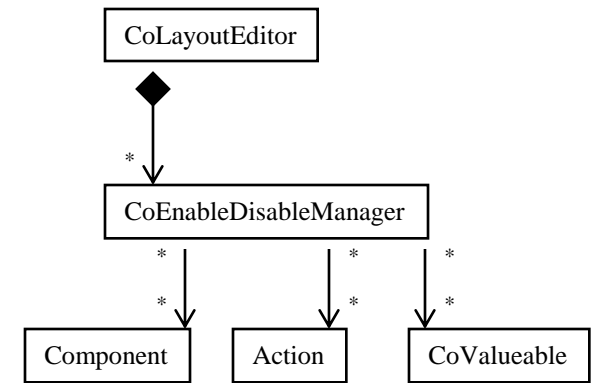 CoLayoutEditor
*
CoEnableDisableManager
* * *
* * *
Component Action CoValueable